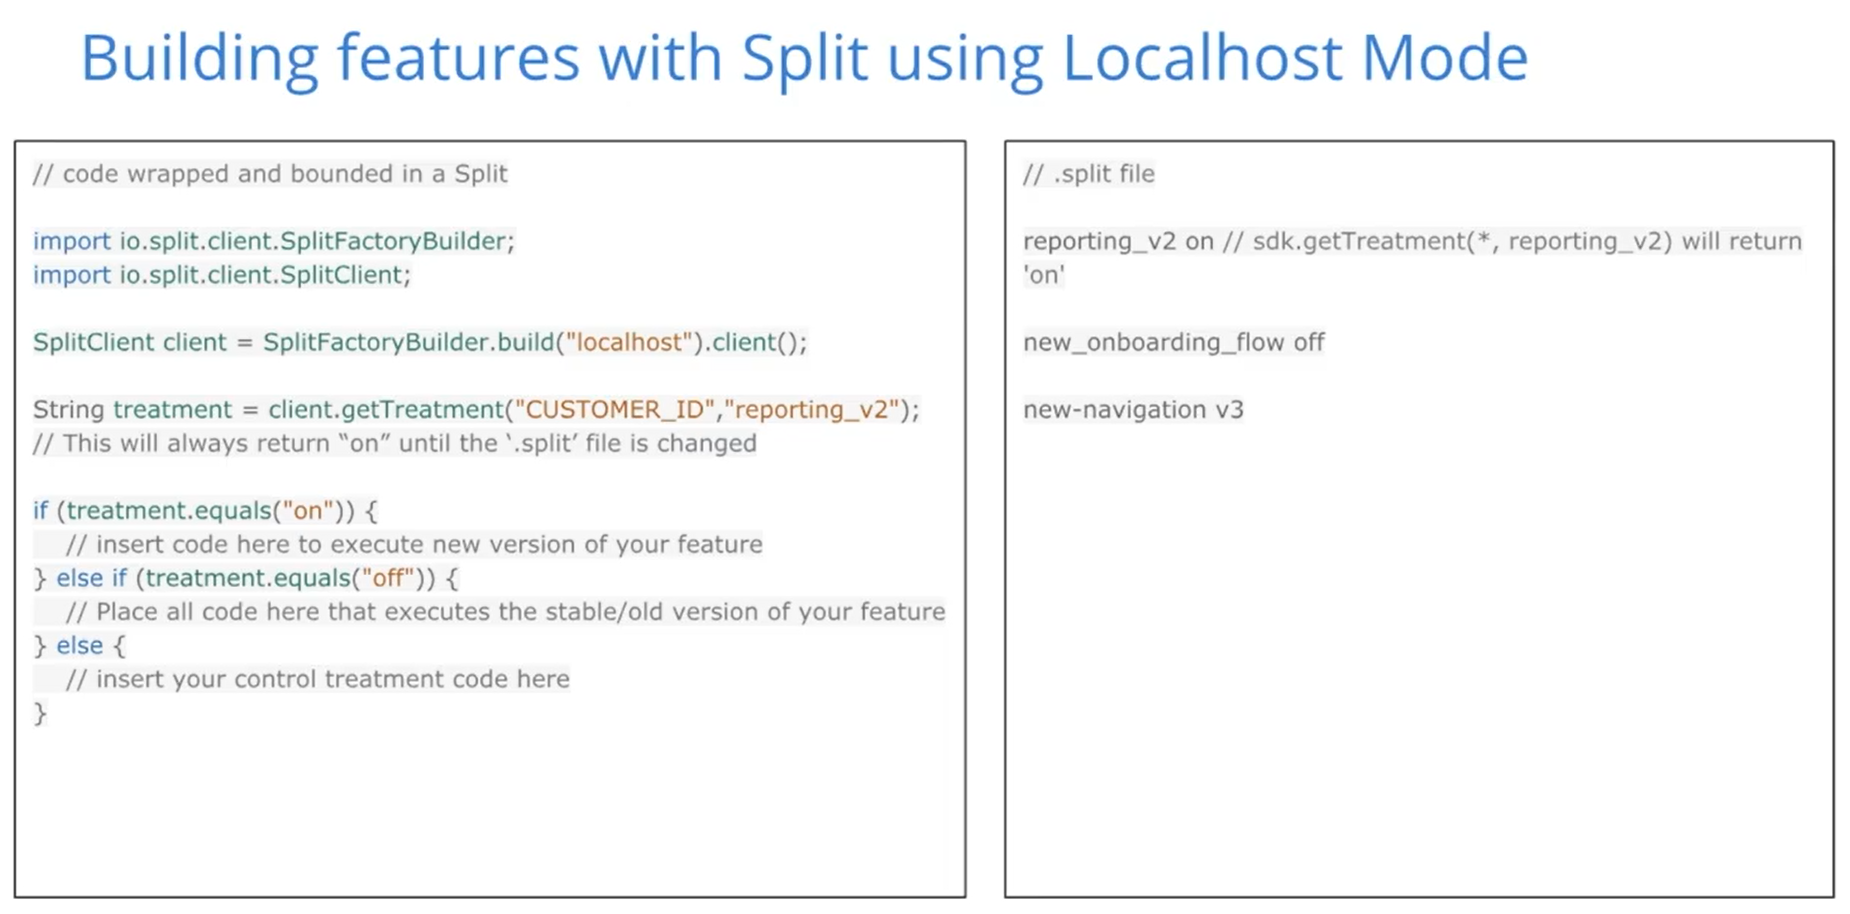 Building features with Split using Localhost Mode
// code wrapped and bounded in a Split
import io.split.client.SplitFactoryBuilder;
import io.split.client.SplitClient;
SplitClient client = SplitFactoryBuilder.build("localhost").client();
String treatment = client.getTreatment("CUSTOMER_ID","reporting_v2");
// This will always return “on” until the ‘.split’ file is changed
if (treatment.equals("on")) {
// insert code here to execute new version of your feature
} else if (treatment.equals("off")) {
// Place all code here that executes the stable/old version of your feature
} else {
// insert your control treatment code here
}
// .split file
reporting_v2 on // sdk.getTreatment(*, reporting_v2) will return
'on'
new_onboarding_flow off
new-navigation v3